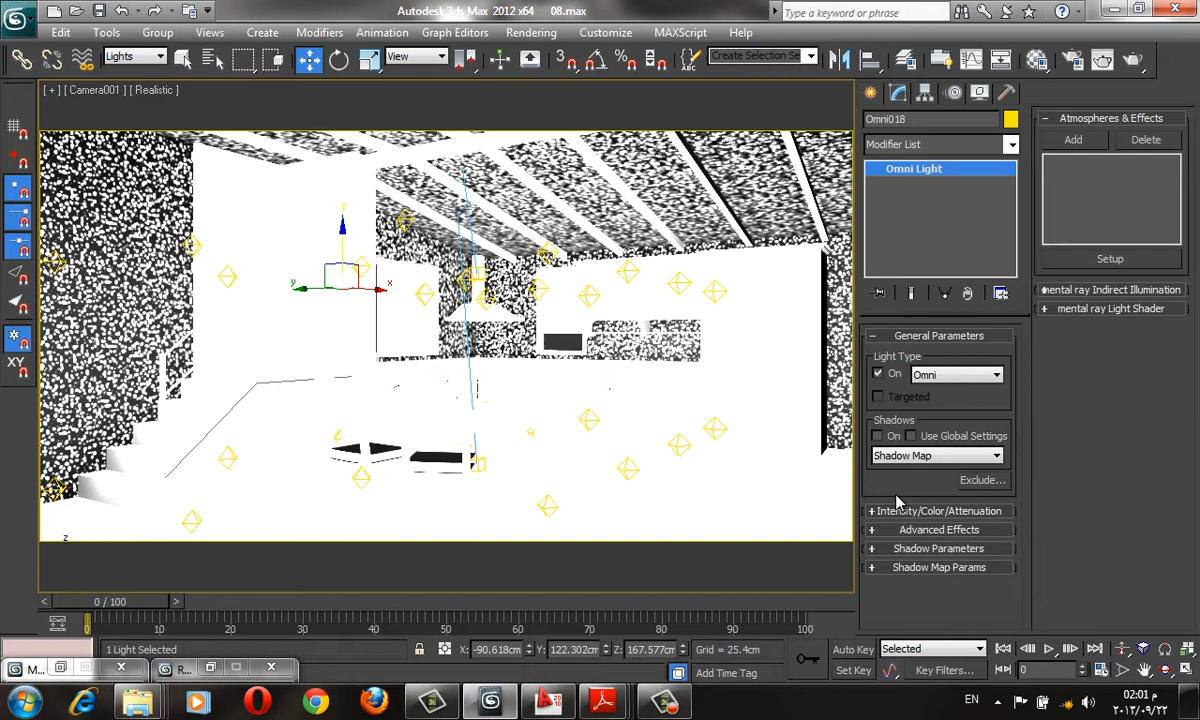 Autodesk 3ds Max 2012 x64 08.max
Type a keyword or phrase
Edit Tools Group Views Create Modifiers Animation Graph Editors Rendering Customize MAXScript Help
Lights View Create Selection Se
[ + ] [ Camera001 ] [ Realistic ]
z
y
x
z
Omni018
Modifier List
Omni Light
General Parameters
Light Type
On Omni
Targeted
Shadows
On Use Global Settings
Shadow Map
Exclude...
Intensity/Color/Attenuation
Advanced Effects
Shadow Parameters
Shadow Map Params
Atmospheres & Effects
Add Delete
Setup
mental ray Indirect Illumination
mental ray Light Shader
XY
0 / 100
0 10 20 30 40 50 60 70 80 90 100
1 Light Selected X: -90.618cm Y: 122.302cm Z: 167.577cm Grid = 25.4cm
Auto Key Selected
Add Time Tag
Set Key Key Filters...
0
M...
R...
EN
02:01 م
٢٠١٣/٠٩/٢٢